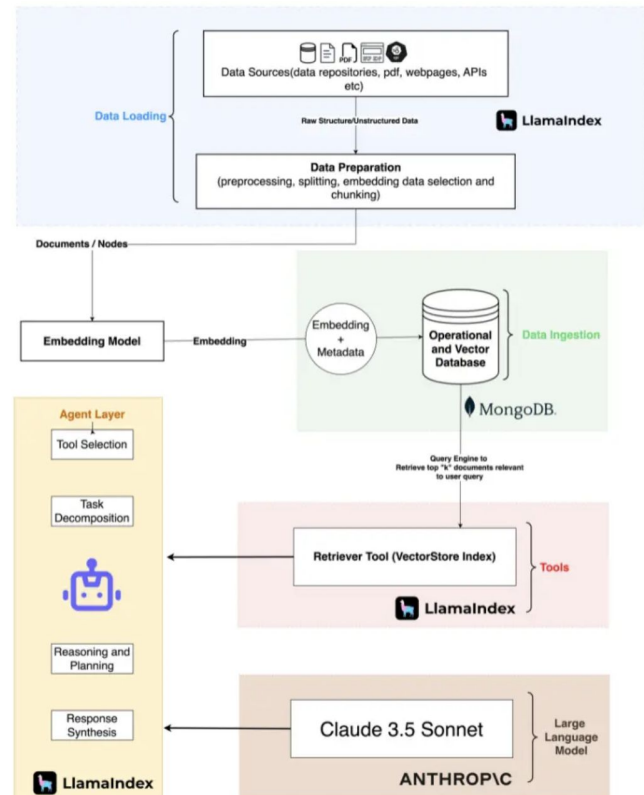 PDF
Data Sources(data repositories, pdf, webpages, APIs
etc)
Data Loading
Raw Structure/Unstructured Data
LlamaIndex
Data Preparation
(preprocessing, splitting, embedding data selection and
chunking)
Documents / Nodes
Embedding Model
Embedding
Embedding
+
Metadata
Operational
and Vector
Database
Data Ingestion
MongoDB.
Query Engine to
Retrieve top "k" documents relevant
to user query
Agent Layer
Tool Selection
Task
Decomposition
Reasoning and
Planning
Response
Synthesis
LlamaIndex
Retriever Tool (VectorStore Index)
Tools
LlamaIndex
Claude 3.5 Sonnet
Large
Language
Model
ANTHROP\C